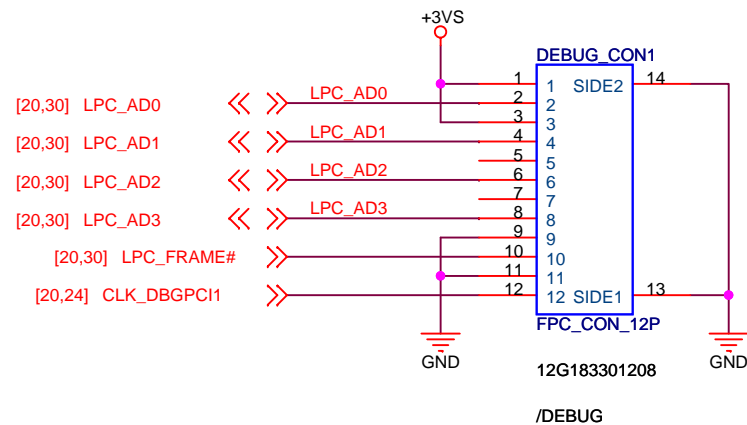 +3VS
DEBUG_CON1
1 1 SIDE2 14
[20,30] LPC_AD0 LPC_AD0 2 2
3 3
[20,30] LPC_AD1 LPC_AD1 4 4
5 5
[20,30] LPC_AD2 LPC_AD2 6 6
7 7
[20,30] LPC_AD3 LPC_AD3 8 8
9 9
[20,30] LPC_FRAME# 10 10
11 11
[20,24] CLK_DBGPCI1 12 12 SIDE1 13
FPC_CON_12P
GND GND
12G183301208
/DEBUG